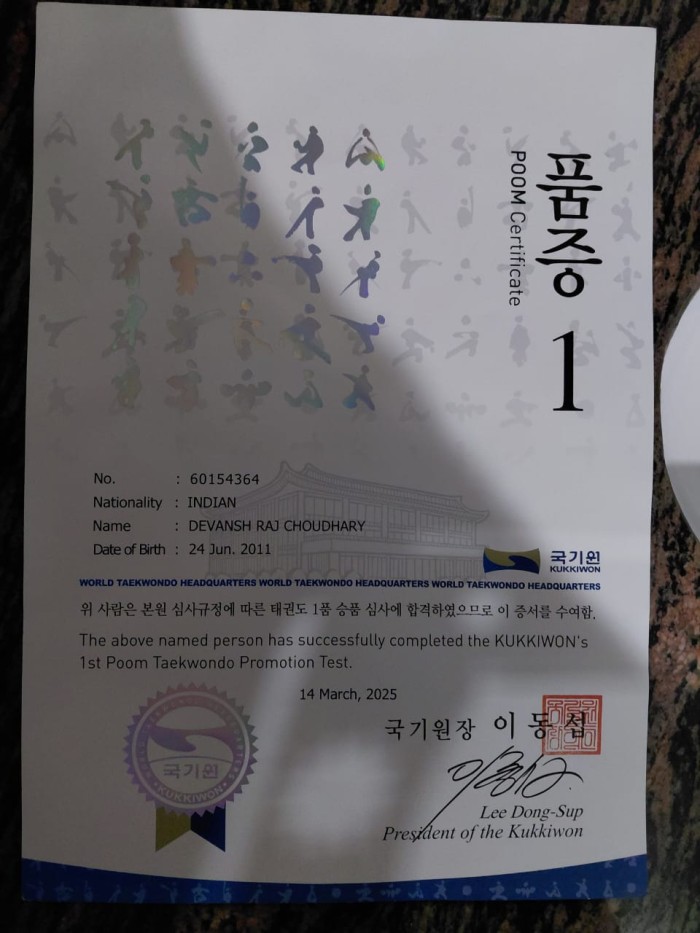 품증
POOM Certificate
1
No. : 60154364
Nationality : INDIAN
Name : DEVANSH RAJ CHOUDHARY
Date of Birth : 24 Jun. 2011
국기원
KUKKIWON
WORLD TAEKWONDO HEADQUARTERS WORLD TAEKWONDO HEADQUARTERS WORLD TAEKWONDO HEADQUARTERS
위 사람은 본원 심사규정에 따른 태권도 1품 승품 심사에 합격하였으므로 이 증서를 수여함.
The above named person has successfully completed the KUKKIWON's
1st Poom Taekwondo Promotion Test.
14 March, 2025
국기원장 이동섭
국기원
KUKKIWON
Lee Dong-Sup
President of the Kukkiwon